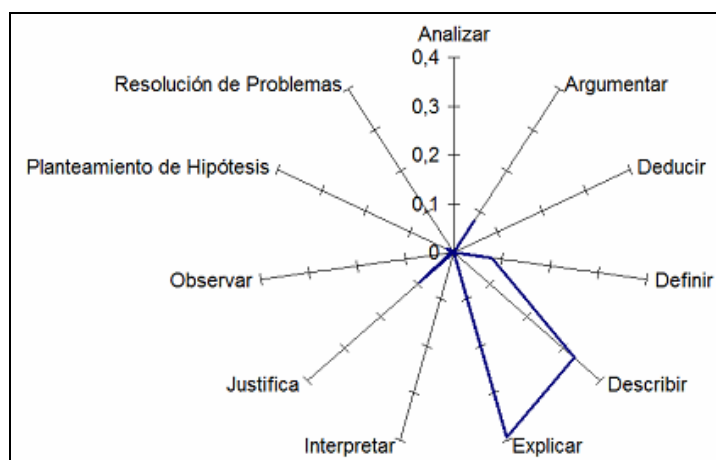 Analizar
0,4
Resolución de Problemas
Argumentar
0,3
Planteamiento de Hipótesis
Deducir
0,2
0,1
0
Observar
Definir
Justifica
Describir
Interpretar
Explicar